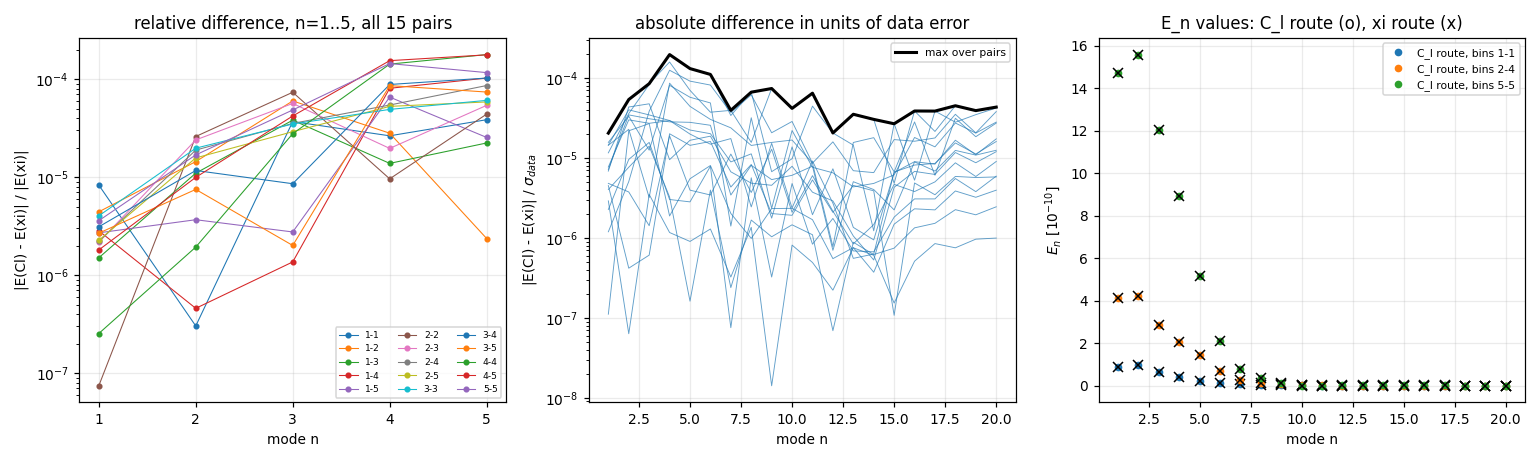 relative difference, n=1..5, all 15 pairs
|E(Cl) - E(xi)| / |E(xi)|
10⁻⁴
10⁻⁵
10⁻⁶
10⁻⁷
1-1
1-2
1-3
1-4
1-5
2-2
2-3
2-4
2-5
3-3
3-4
3-5
4-4
4-5
5-5
1 2 3 4 5
mode n
absolute difference in units of data error
|E(Cl) - E(xi)| / σ_data
max over pairs
10⁻⁴
10⁻⁵
10⁻⁶
10⁻⁷
10⁻⁸
2.5 5.0 7.5 10.0 12.5 15.0 17.5 20.0
mode n
E_n values: C_l route (o), xi route (x)
E_n [10⁻¹⁰]
C_l route, bins 1-1
C_l route, bins 2-4
C_l route, bins 5-5
16
14
12
10
8
6
4
2
0
2.5 5.0 7.5 10.0 12.5 15.0 17.5 20.0
mode n